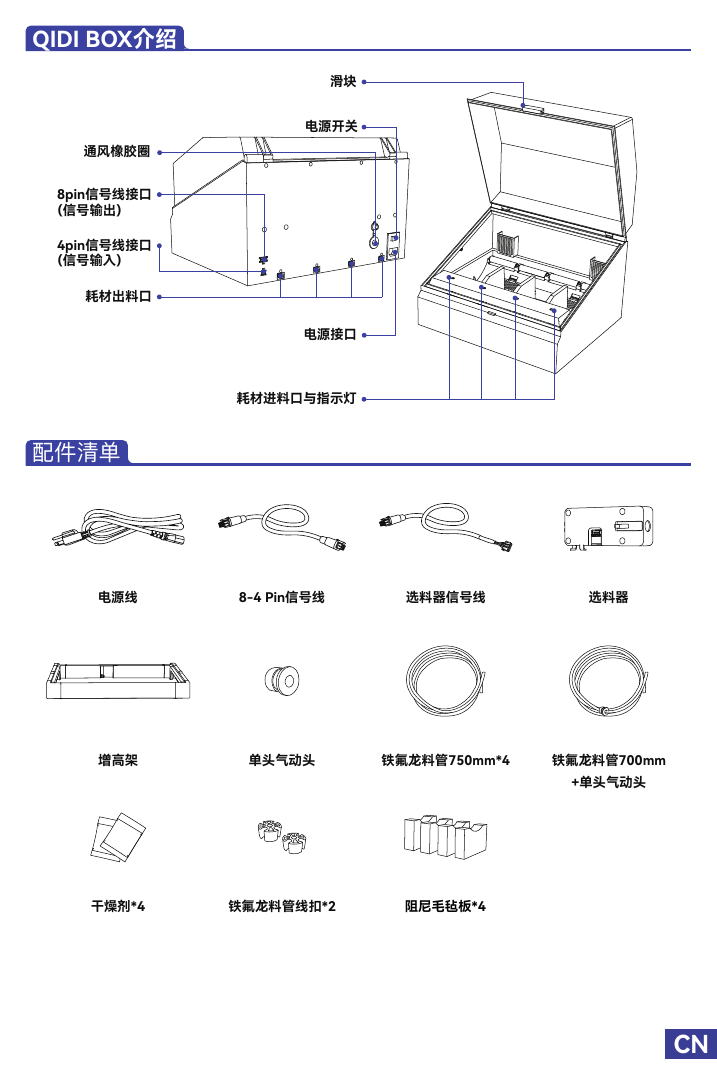 QIDI BOX介绍
滑块
电源开关
通风橡胶圈
8pin信号线接口
(信号输出)
4pin信号线接口
(信号输入)
耗材出料口
电源接口
耗材进料口与指示灯
配件清单
电源线
8-4 Pin信号线
选料器信号线
选料器
增高架
单头气动头
铁氟龙料管750mm*4
铁氟龙料管700mm
+单头气动头
干燥剂*4
铁氟龙料管线扣*2
阻尼毛毡板*4
CN